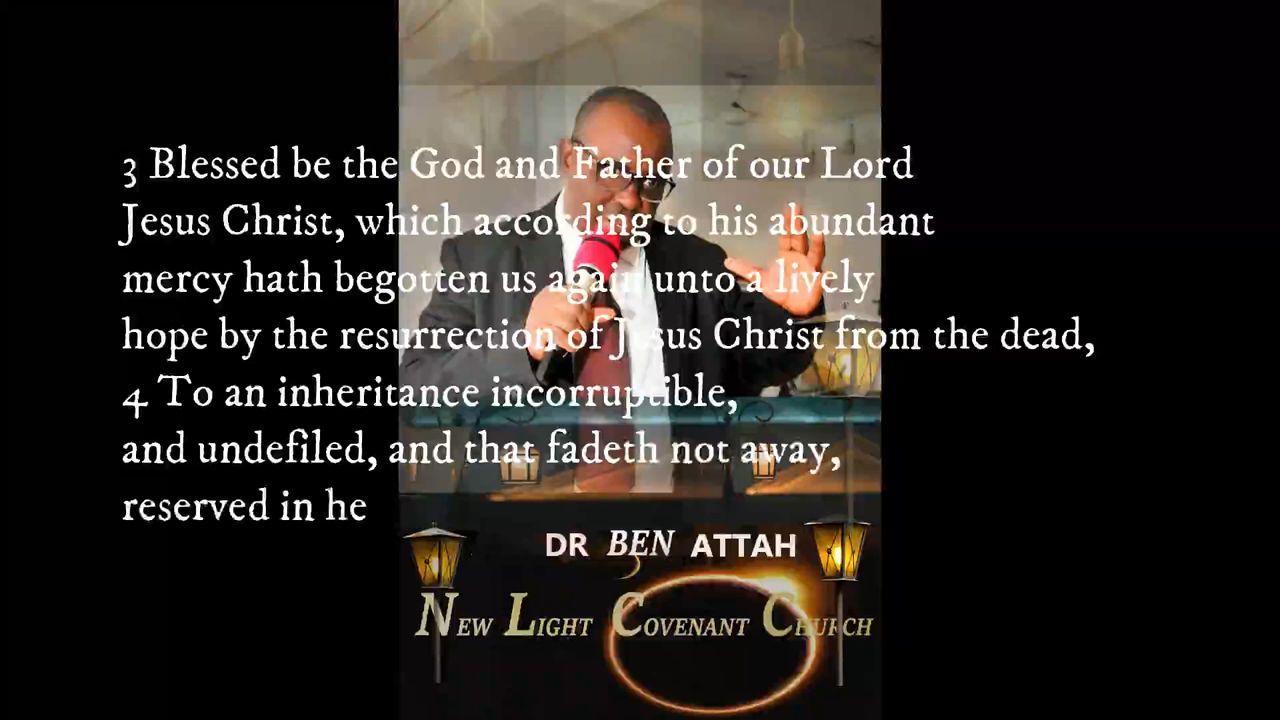 3 Blessed be the God and Father of our Lord
Jesus Christ, which according to his abundant
mercy hath begotten us again unto a lively
hope by the resurrection of Jesus Christ from the dead,
4 To an inheritance incorruptible,
and undefiled, and that fadeth not away,
reserved in he
DR BEN ATTAH
NEW LIGHT COVENANT CHURCH